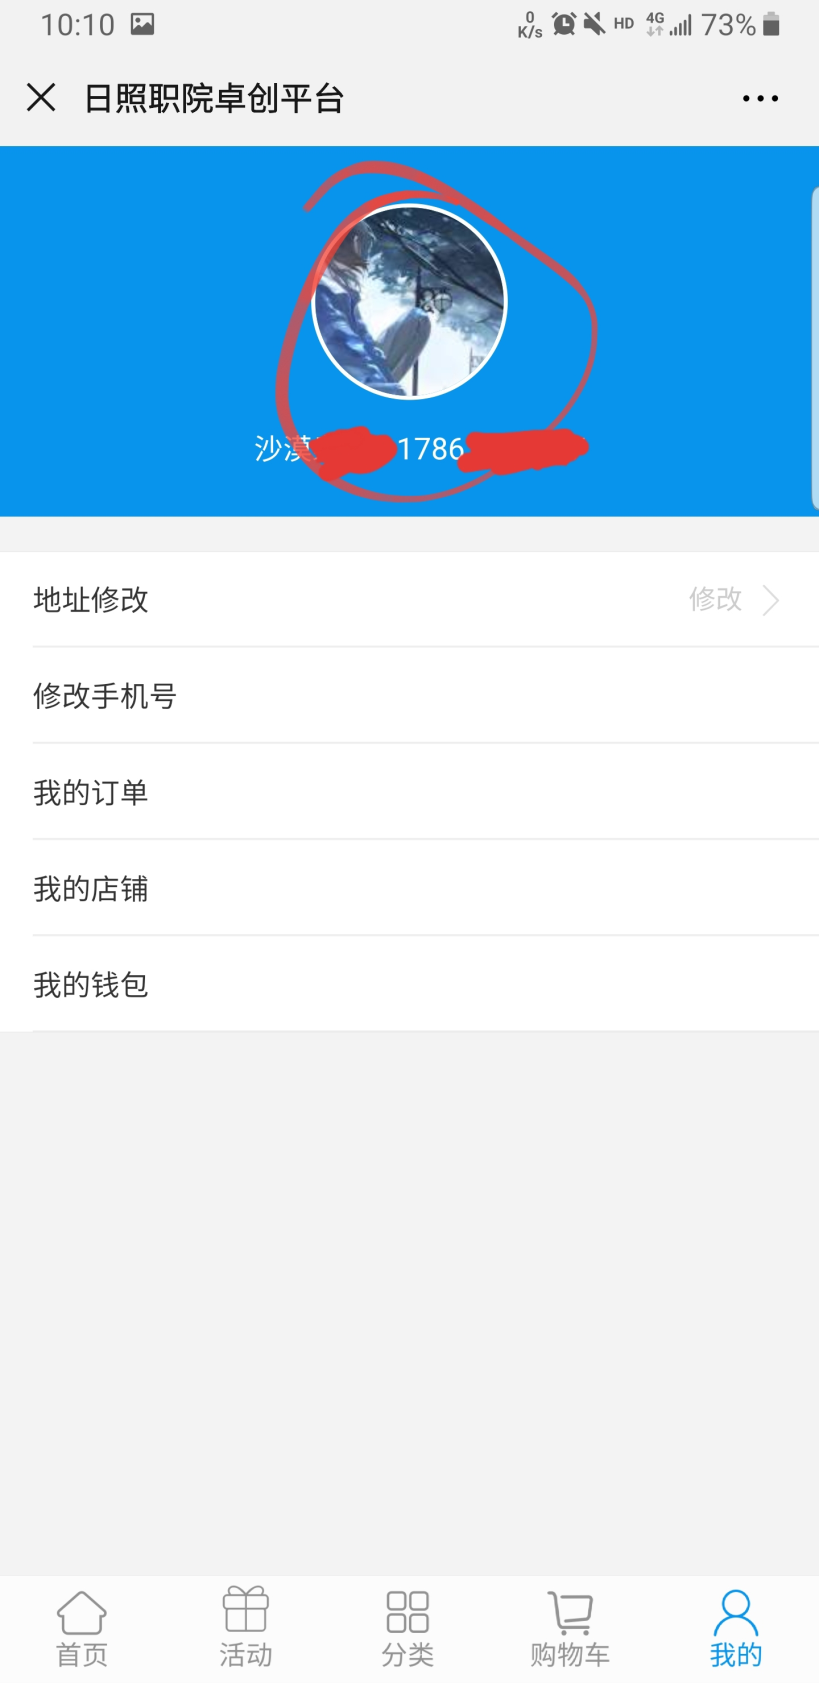 10:10 0 K/s HD 4G 73%
日照职院卓创平台
沙漠 1786
地址修改 修改
修改手机号
我的订单
我的店铺
我的钱包
首页 活动 分类 购物车 我的